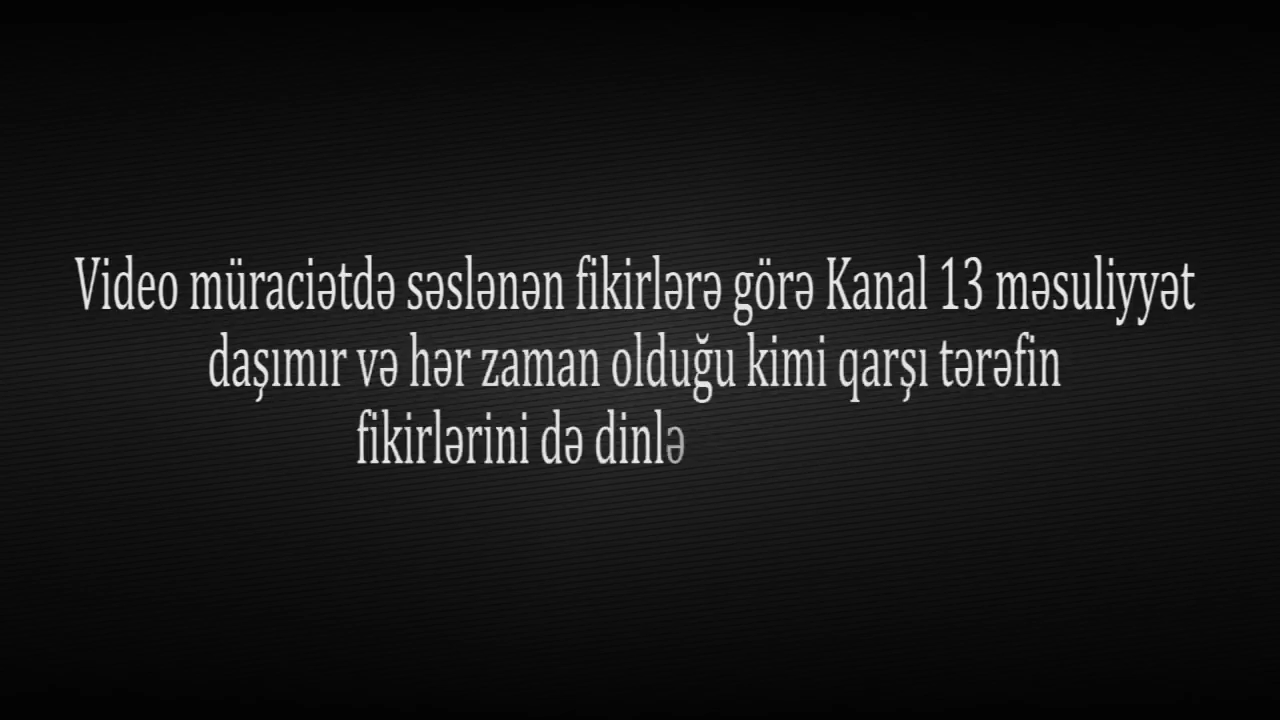 Video müraciətdə səslənən fikirlərə görə Kanal 13 məsuliyyət
daşımır və hər zaman olduğu kimi qarşı tərəfin
fikirlərini də dinlə